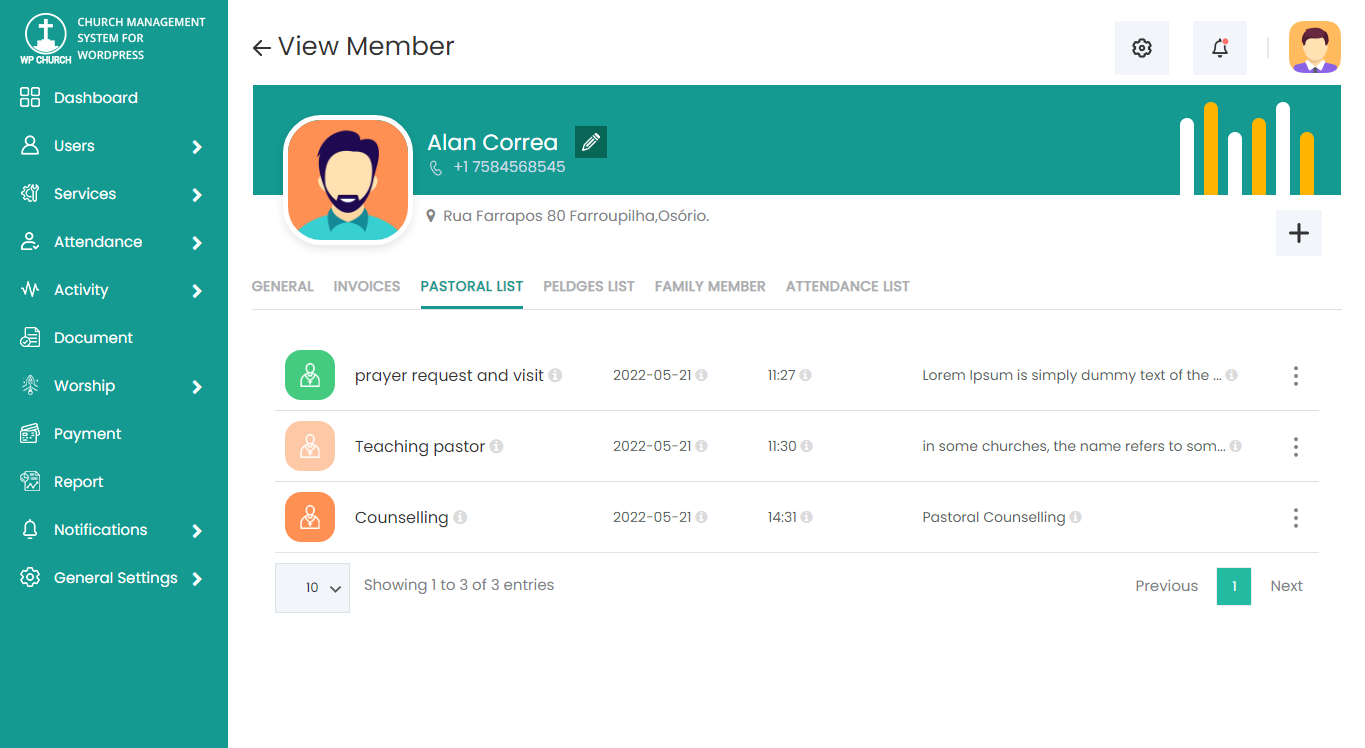 CHURCH MANAGEMENT
SYSTEM FOR
WORDPRESS
WP CHURCH
Dashboard
Users
Services
Attendance
Activity
Document
Worship
Payment
Report
Notifications
General Settings
View Member
Alan Correa
+1 7584568545
Rua Farrapos 80 Farroupilha,Osório.
GENERAL INVOICES PASTORAL LIST PELDGES LIST FAMILY MEMBER ATTENDANCE LIST
prayer request and visit 2022-05-21 11:27 Lorem Ipsum is simply dummy text of the ...
Teaching pastor 2022-05-21 11:30 in some churches, the name refers to som...
Counselling 2022-05-21 14:31 Pastoral Counselling
10 Showing 1 to 3 of 3 entries Previous 1 Next